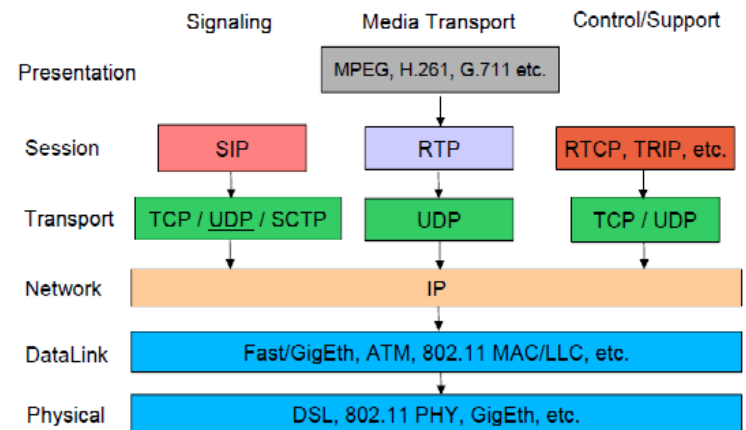 Signaling Media Transport Control/Support
Presentation MPEG, H.261, G.711 etc.
Session SIP RTP RTCP, TRIP, etc.
Transport TCP / UDP / SCTP UDP TCP / UDP
Network IP
DataLink Fast/GigEth, ATM, 802.11 MAC/LLC, etc.
Physical DSL, 802.11 PHY, GigEth, etc.